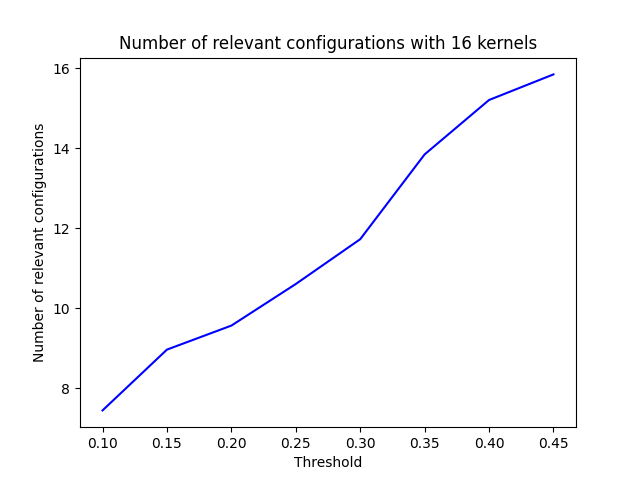 Number of relevant configurations with 16 kernels
Number of relevant configurations
16
14
12
10
8
0.10 0.15 0.20 0.25 0.30 0.35 0.40 0.45
Threshold